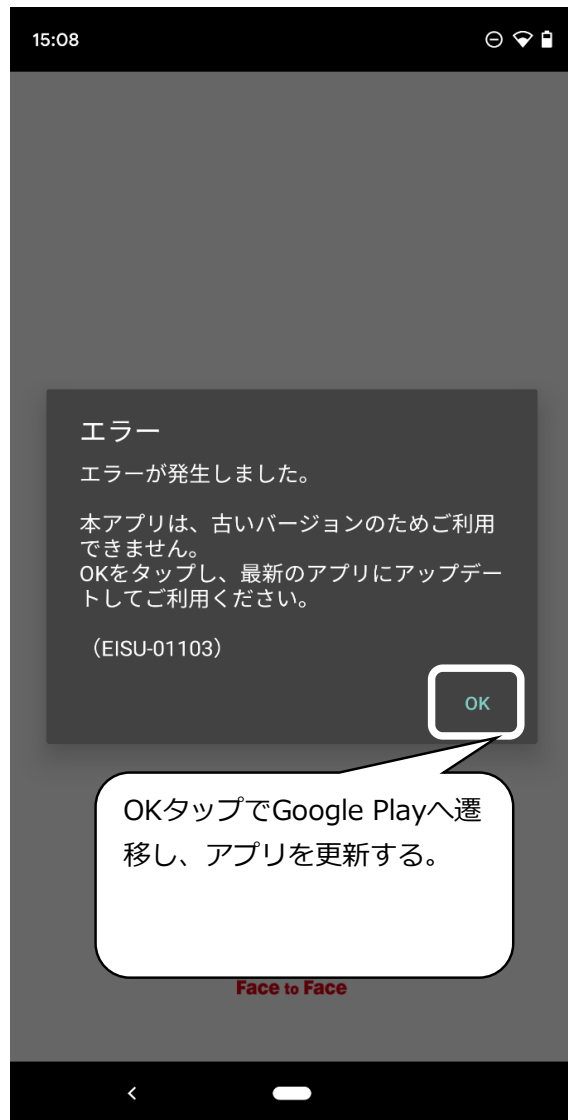 15:08
エラー
エラーが発生しました。
本アプリは、古いバージョンのためご利用
できません。
OKをタップし、最新のアプリにアップデー
トしてご利用ください。
（EISU-01103）
OK
OKタップでGoogle Playへ遷
移し、アプリを更新する。
Face to Face